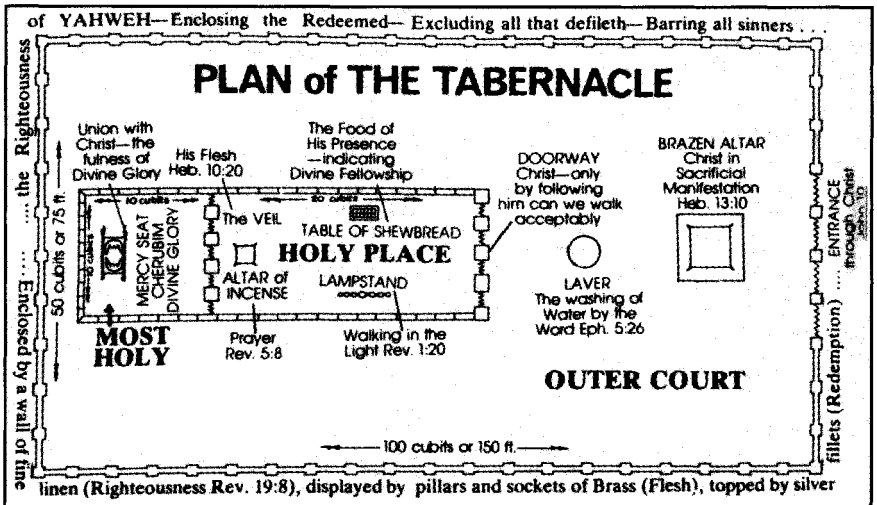 of YAHWEH—Enclosing the Redeemed— Excluding all that defileth— Barring all sinners . . .
PLAN of THE TABERNACLE
Union with
Christ—the
fulness of
Divine Glory
His Flesh
Heb. 10:20
The Food of
His Presence
—indicating
Divine Fellowship
DOORWAY
Christ—only
by following
him can we walk
acceptably
BRAZEN ALTAR
Christ in
Sacrificial
Manifestation
Heb. 13:10
10 cubits
20 cubits
10 cubits
MERCY SEAT
CHERUBIM
DIVINE GLORY
The VEIL
TABLE OF SHEWBREAD
HOLY PLACE
ALTAR of
INCENSE
LAMPSTAND
LAVER
The washing of
Water by the
Word Eph. 5:26
MOST
HOLY
Prayer
Rev. 5:8
Walking in the
Light Rev. 1:20
OUTER COURT
50 cubits or 75 ft.
100 cubits or 150 ft.
ENTRANCE
through Christ
John 10
fillets (Redemption) ....
linen (Righteousness Rev. 19:8), displayed by pillars and sockets of Brass (Flesh), topped by silver
.... Enclosed by a wall of fine
.... the Righteousness